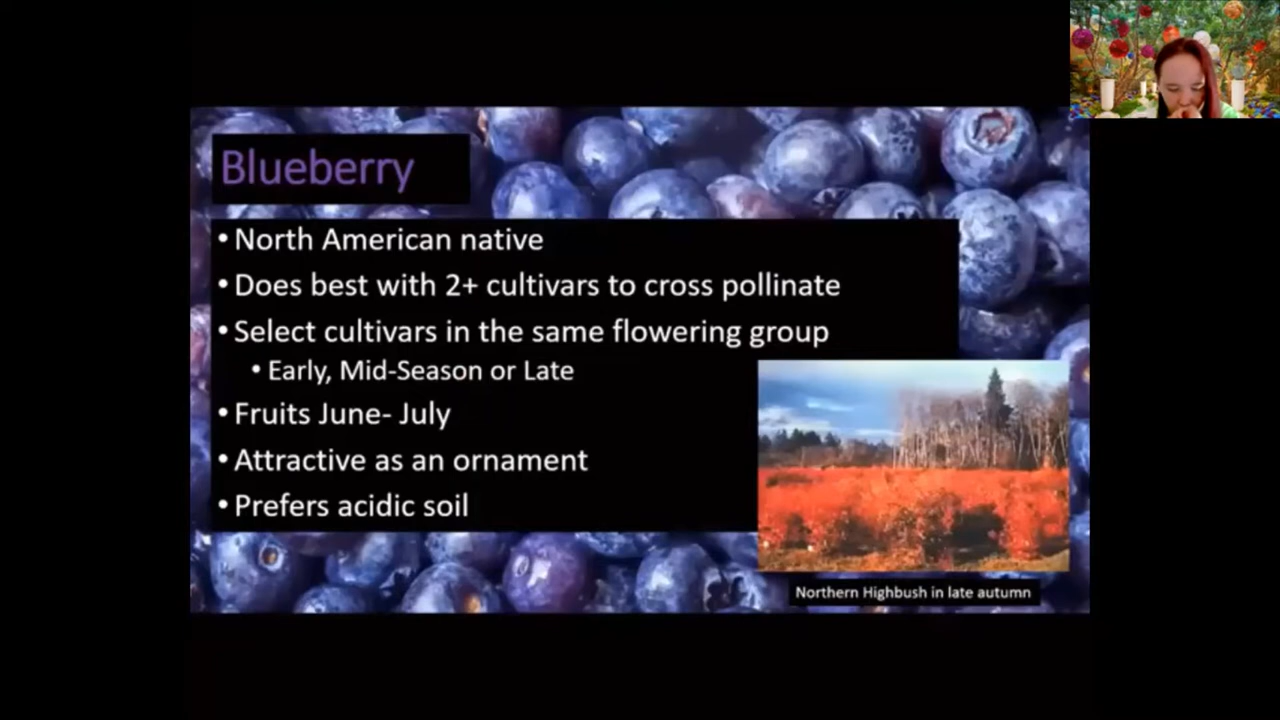 Blueberry
• North American native
• Does best with 2+ cultivars to cross pollinate
• Select cultivars in the same flowering group
• Early, Mid-Season or Late
• Fruits June- July
• Attractive as an ornament
• Prefers acidic soil
Northern Highbush in late autumn